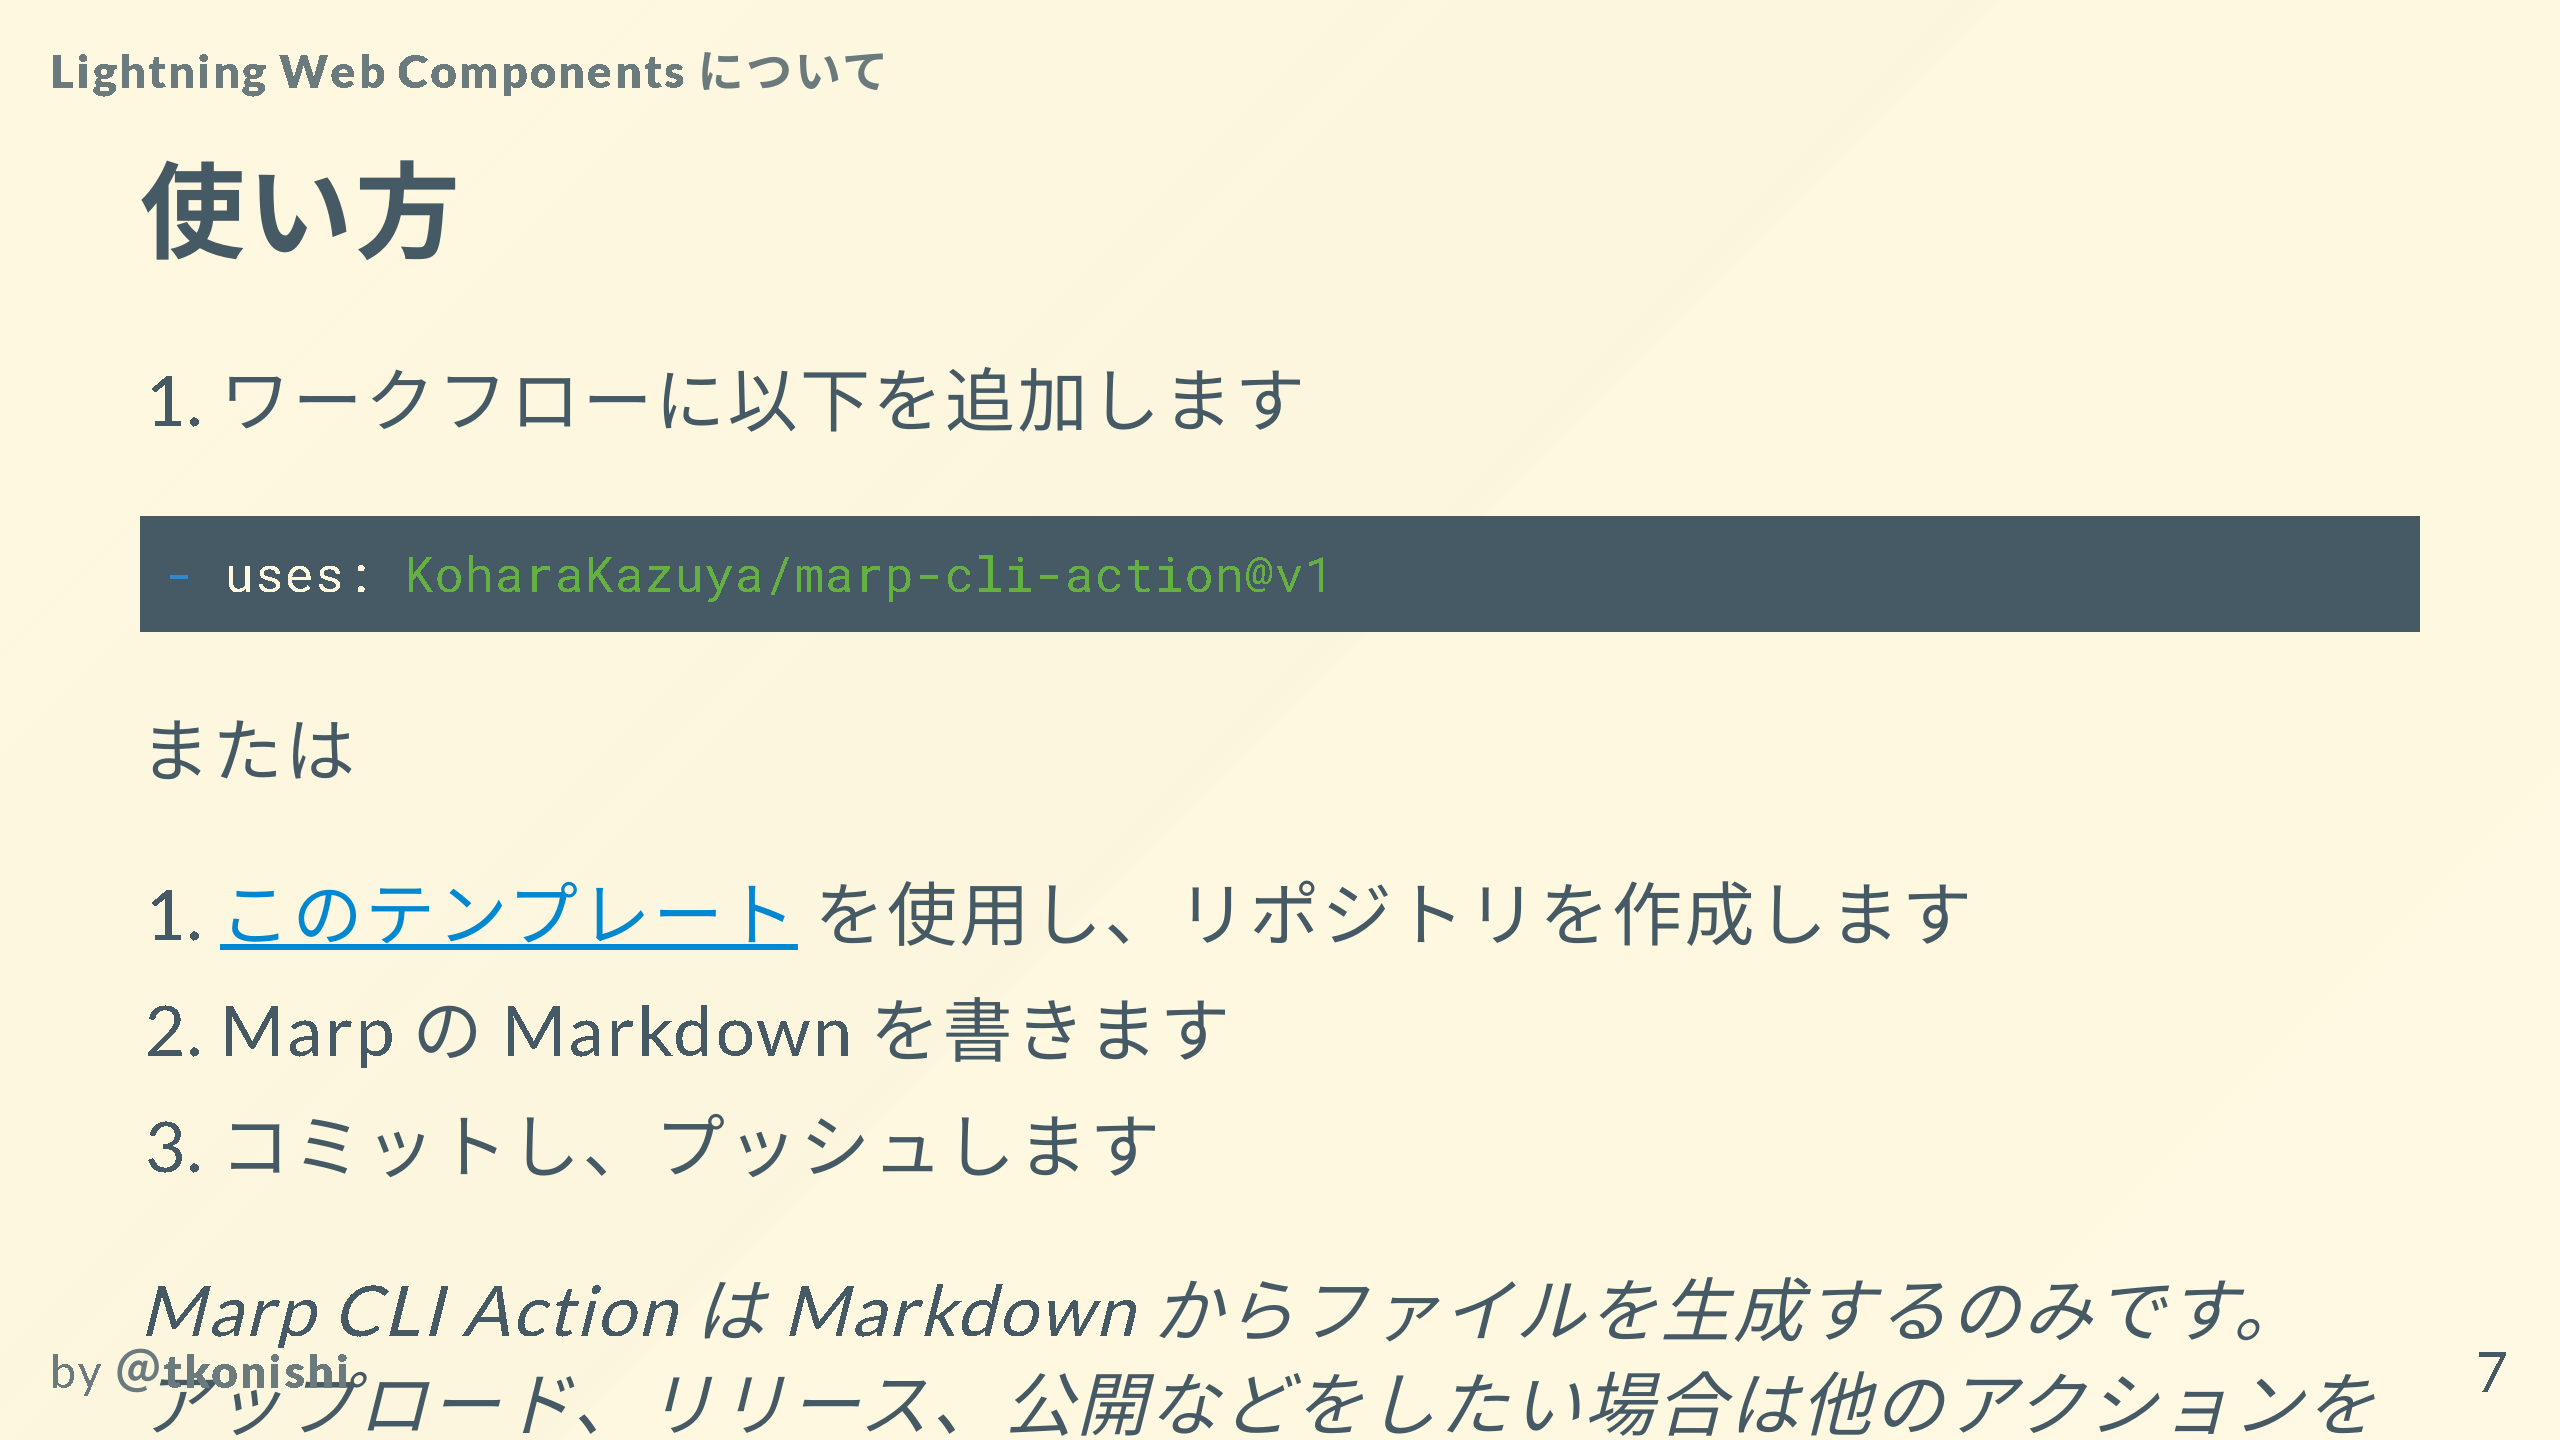 Lightning Web Components について
使い方
1. ワークフローに以下を追加します
- uses: KoharaKazuya/marp-cli-action@v1
または
1. このテンプレート を使用し、リポジトリを作成します
2. Marp の Markdown を書きます
3. コミットし、プッシュします
Marp CLI Action は Markdown からファイルを生成するのみです。
アップロード、リリース、公開などをしたい場合は他のアクションを
by @tkonishi。
7